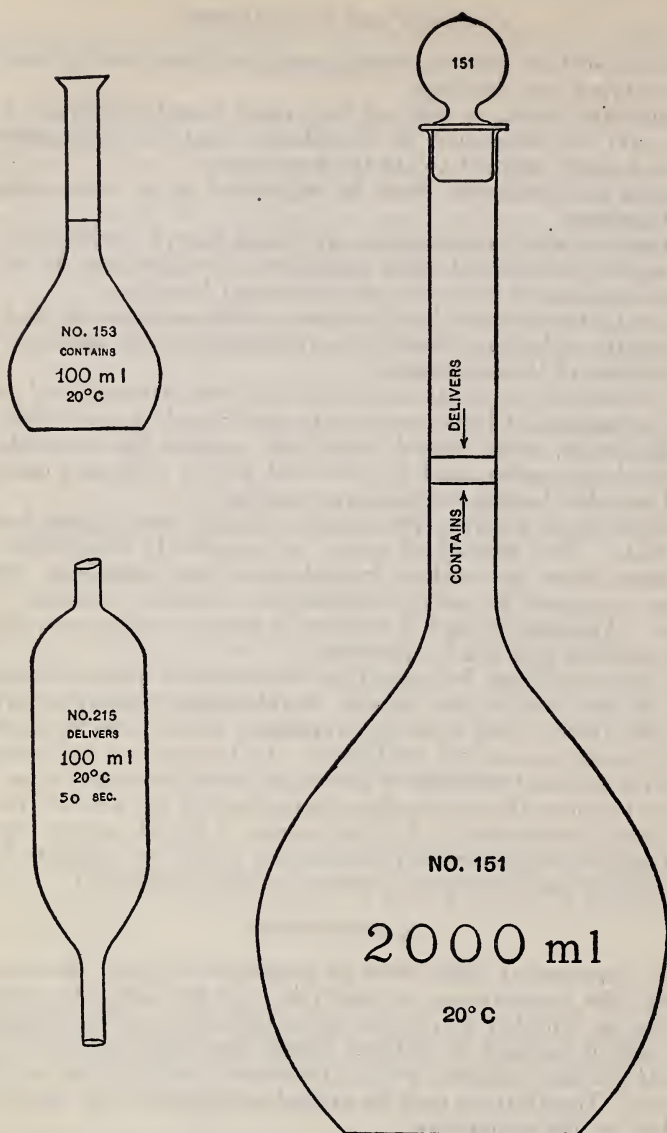 NO. 153
CONTAINS
100 ml
20°C
NO.215
DELIVERS
100 ml
20°C
50 SEC.
151
DELIVERS
CONTAINS
NO. 151
2000 ml
20°C